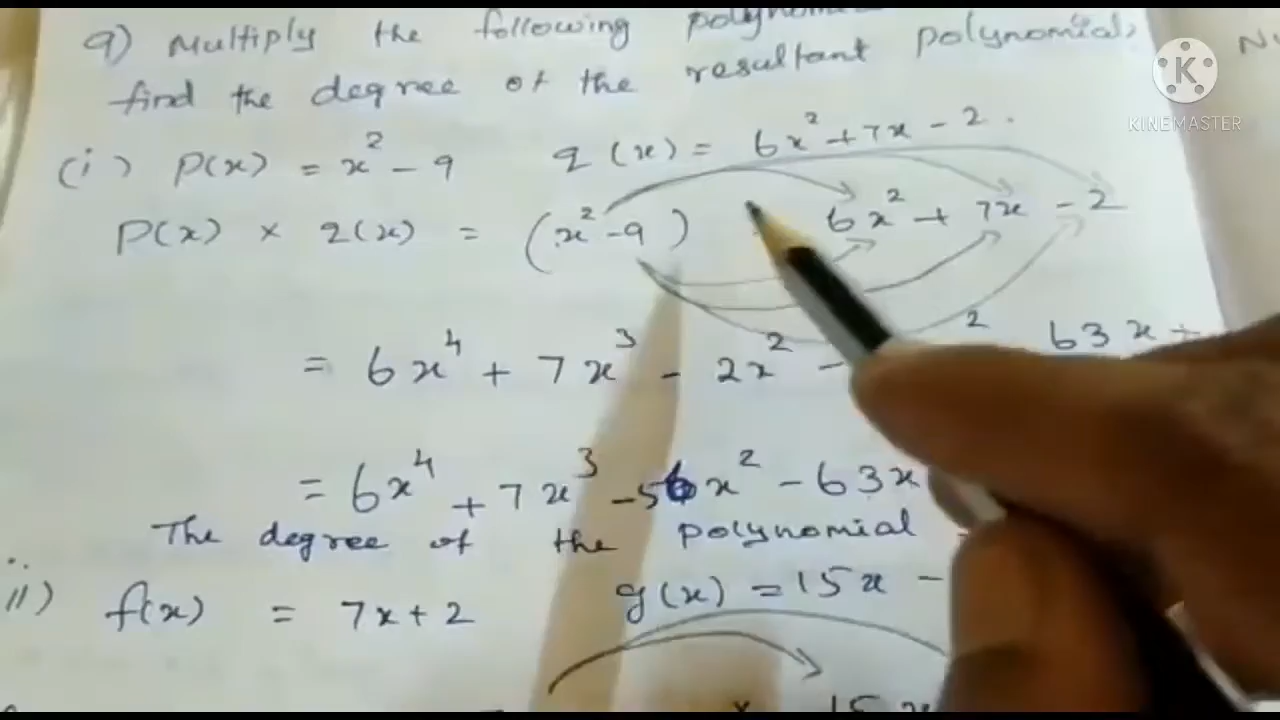 9) Multiply the following polynomial
find the degree of the resultant polynomial,
KINEMASTER
(i) P(x) = x² - 9 q(x) = 6x² + 7x - 2.
P(x) × q(x) = (x² - 9) 6x² + 7x - 2
= 6x⁴ + 7x³ - 2x² - ² 63x +
= 6x⁴ + 7x³ - 56x² - 63x
The degree of the polynomial
ii) f(x) = 7x + 2 g(x) = 15x -
× 15x